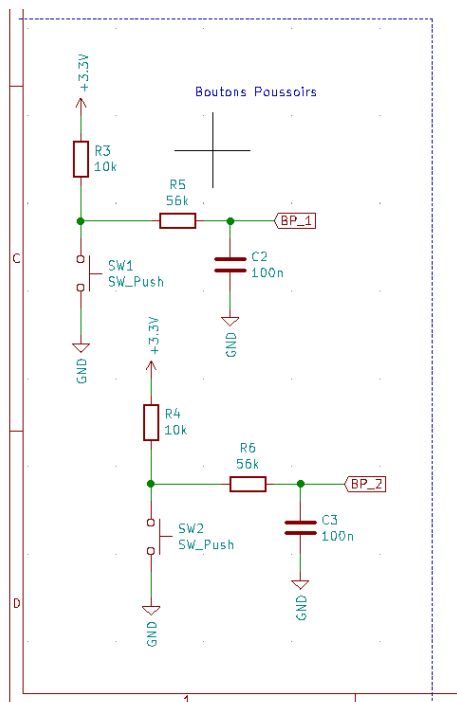 +3.3V
Boutons Poussoirs
R3
10k
R5
56k
BP_1
C
SW1
SW_Push
C2
100n
GND
GND
+3.3V
R4
10k
R6
56k
BP_2
SW2
SW_Push
C3
100n
GND
GND
D
1